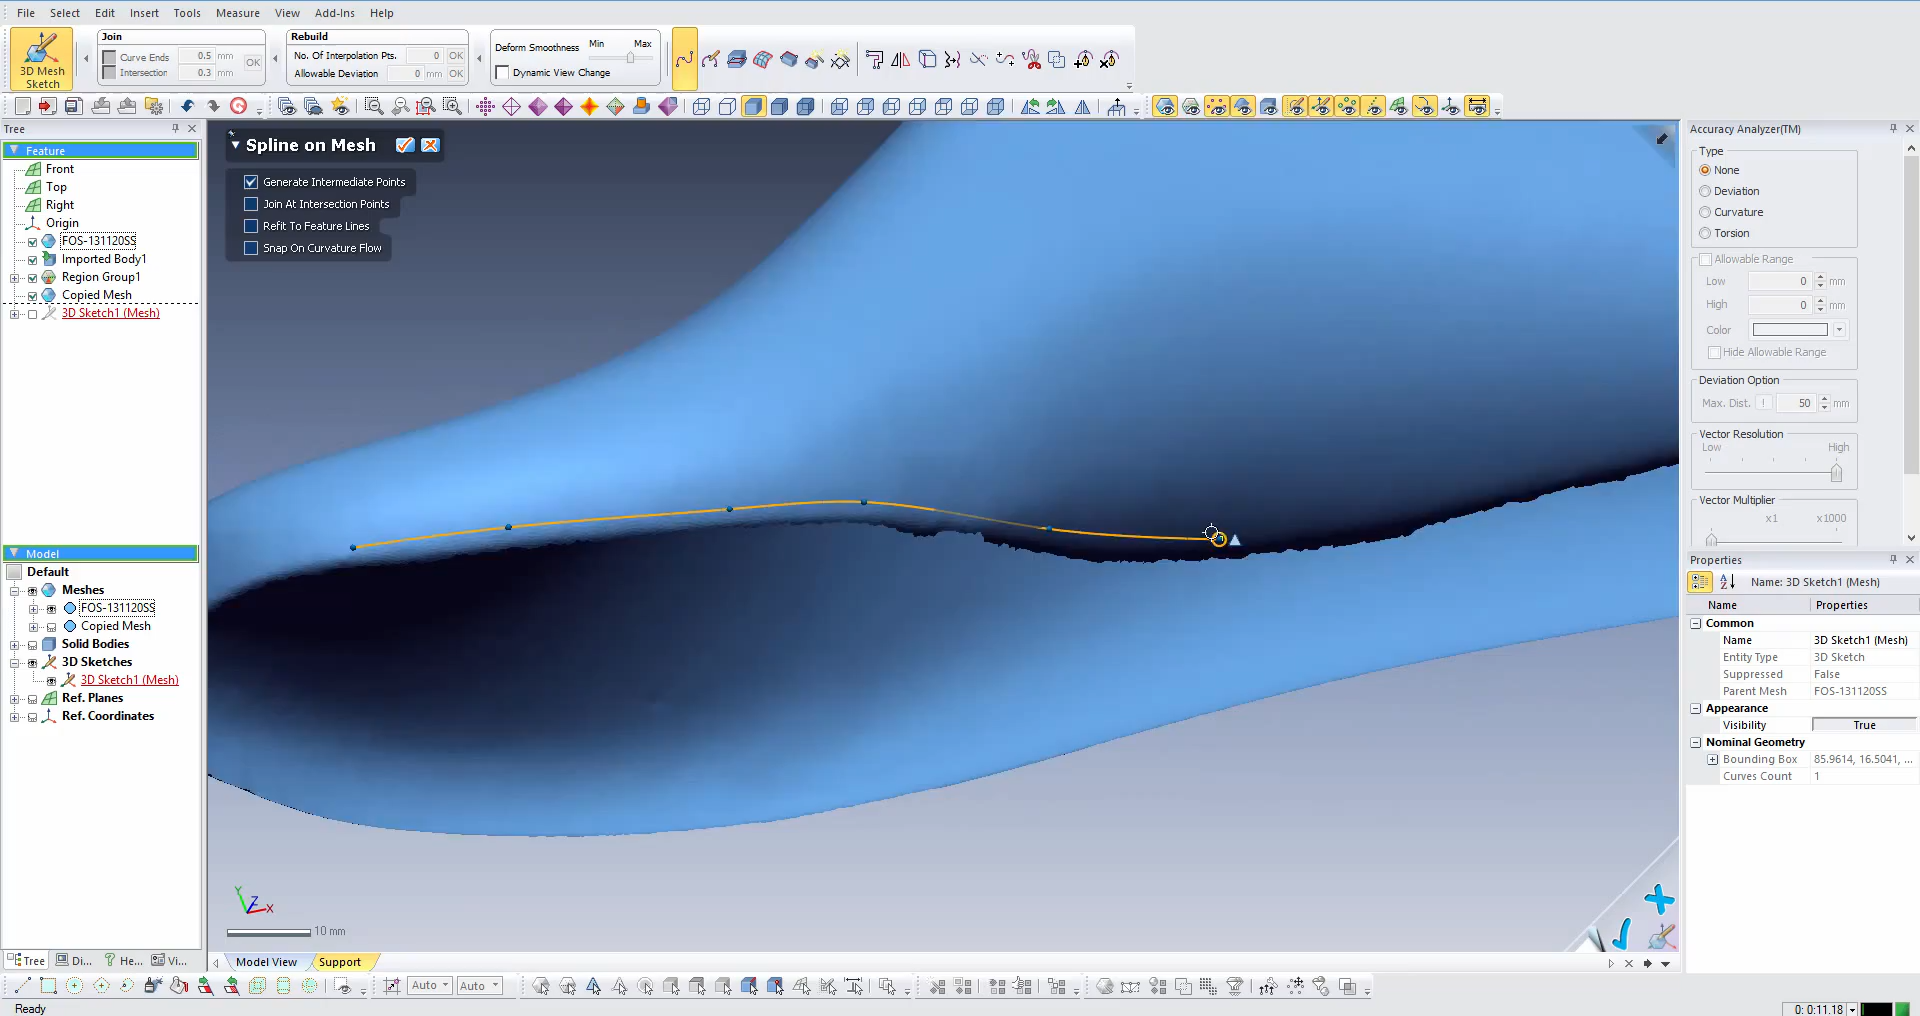 File Select Edit Insert Tools Measure View Add-Ins Help
3D Mesh
Sketch
Join
Curve Ends 0.5 mm
Intersection 0.3 mm
OK
Rebuild
No. Of Interpolation Pts. 0 OK
Allowable Deviation 0 mm OK
Deform Smoothness Min Max
Dynamic View Change
Tree
Feature
Front
Top
Right
Origin
FOS-131120SS
Imported Body1
Region Group1
Copied Mesh
3D Sketch1 (Mesh)
Model
Default
Meshes
FOS-131120SS
Copied Mesh
Solid Bodies
3D Sketches
3D Sketch1 (Mesh)
Ref. Planes
Ref. Coordinates
Tree Di... He... Vi...
Spline on Mesh
Generate Intermediate Points
Join At Intersection Points
Refit To Feature Lines
Snap On Curvature Flow
Y
Z
X
10 mm
Model View Support
Accuracy Analyzer(TM)
Type
None
Deviation
Curvature
Torsion
Allowable Range
Low 0 mm
High 0 mm
Color
Hide Allowable Range
Deviation Option
Max. Dist. ! 50 mm
Vector Resolution
Low High
Vector Multiplier
x1 x1000
Properties
Name: 3D Sketch1 (Mesh)
Name Properties
Common
Name 3D Sketch1 (Mesh)
Entity Type 3D Sketch
Suppressed False
Parent Mesh FOS-131120SS
Appearance
Visibility True
Nominal Geometry
Bounding Box 85.9614, 16.5041, ...
Curves Count 1
Auto Auto
Ready
0: 0:11.18